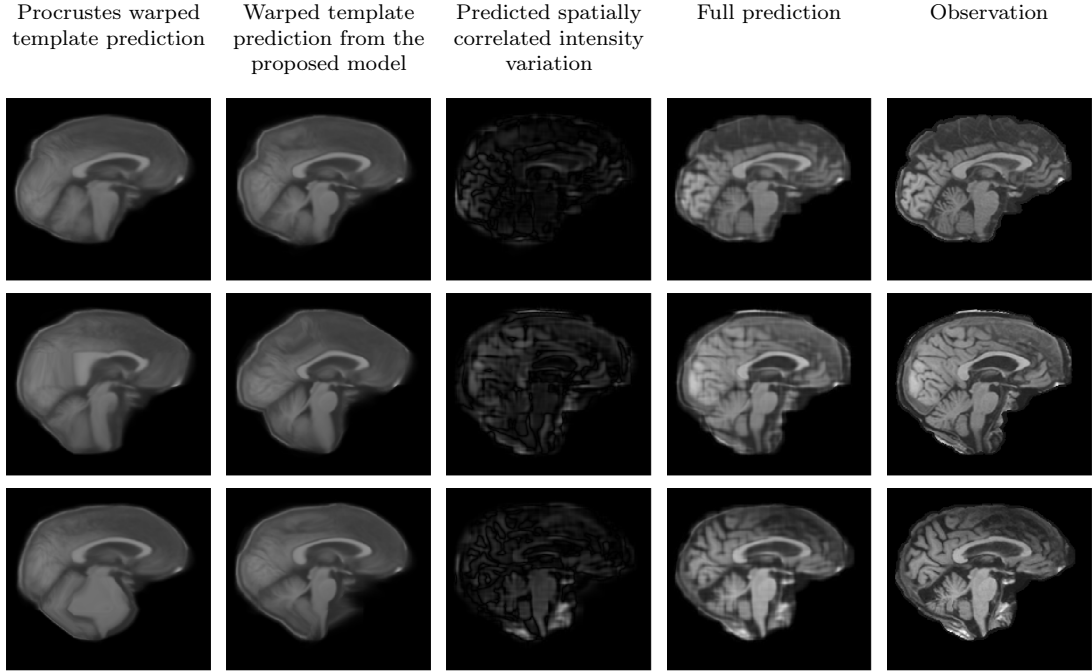 Procrustes warped
template prediction
Warped template
prediction from the
proposed model
Predicted spatially
correlated intensity
variation
Full prediction
Observation